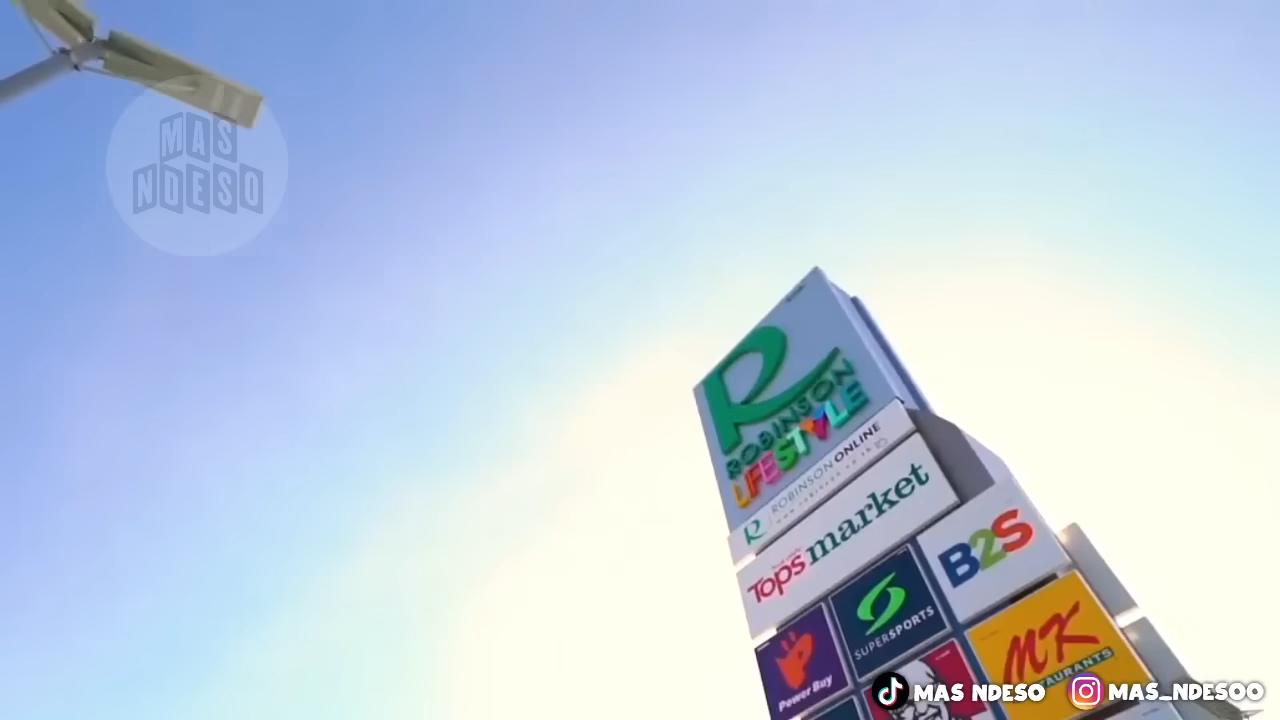 MAS
NDESO
ROBINSON
LIFESTYLE
ROBINSON ONLINE
Tops market
B2S
SUPERSPORTS
Power Buy
MK
RESTAURANTS
MAS NDESO
MAS_NDESOO